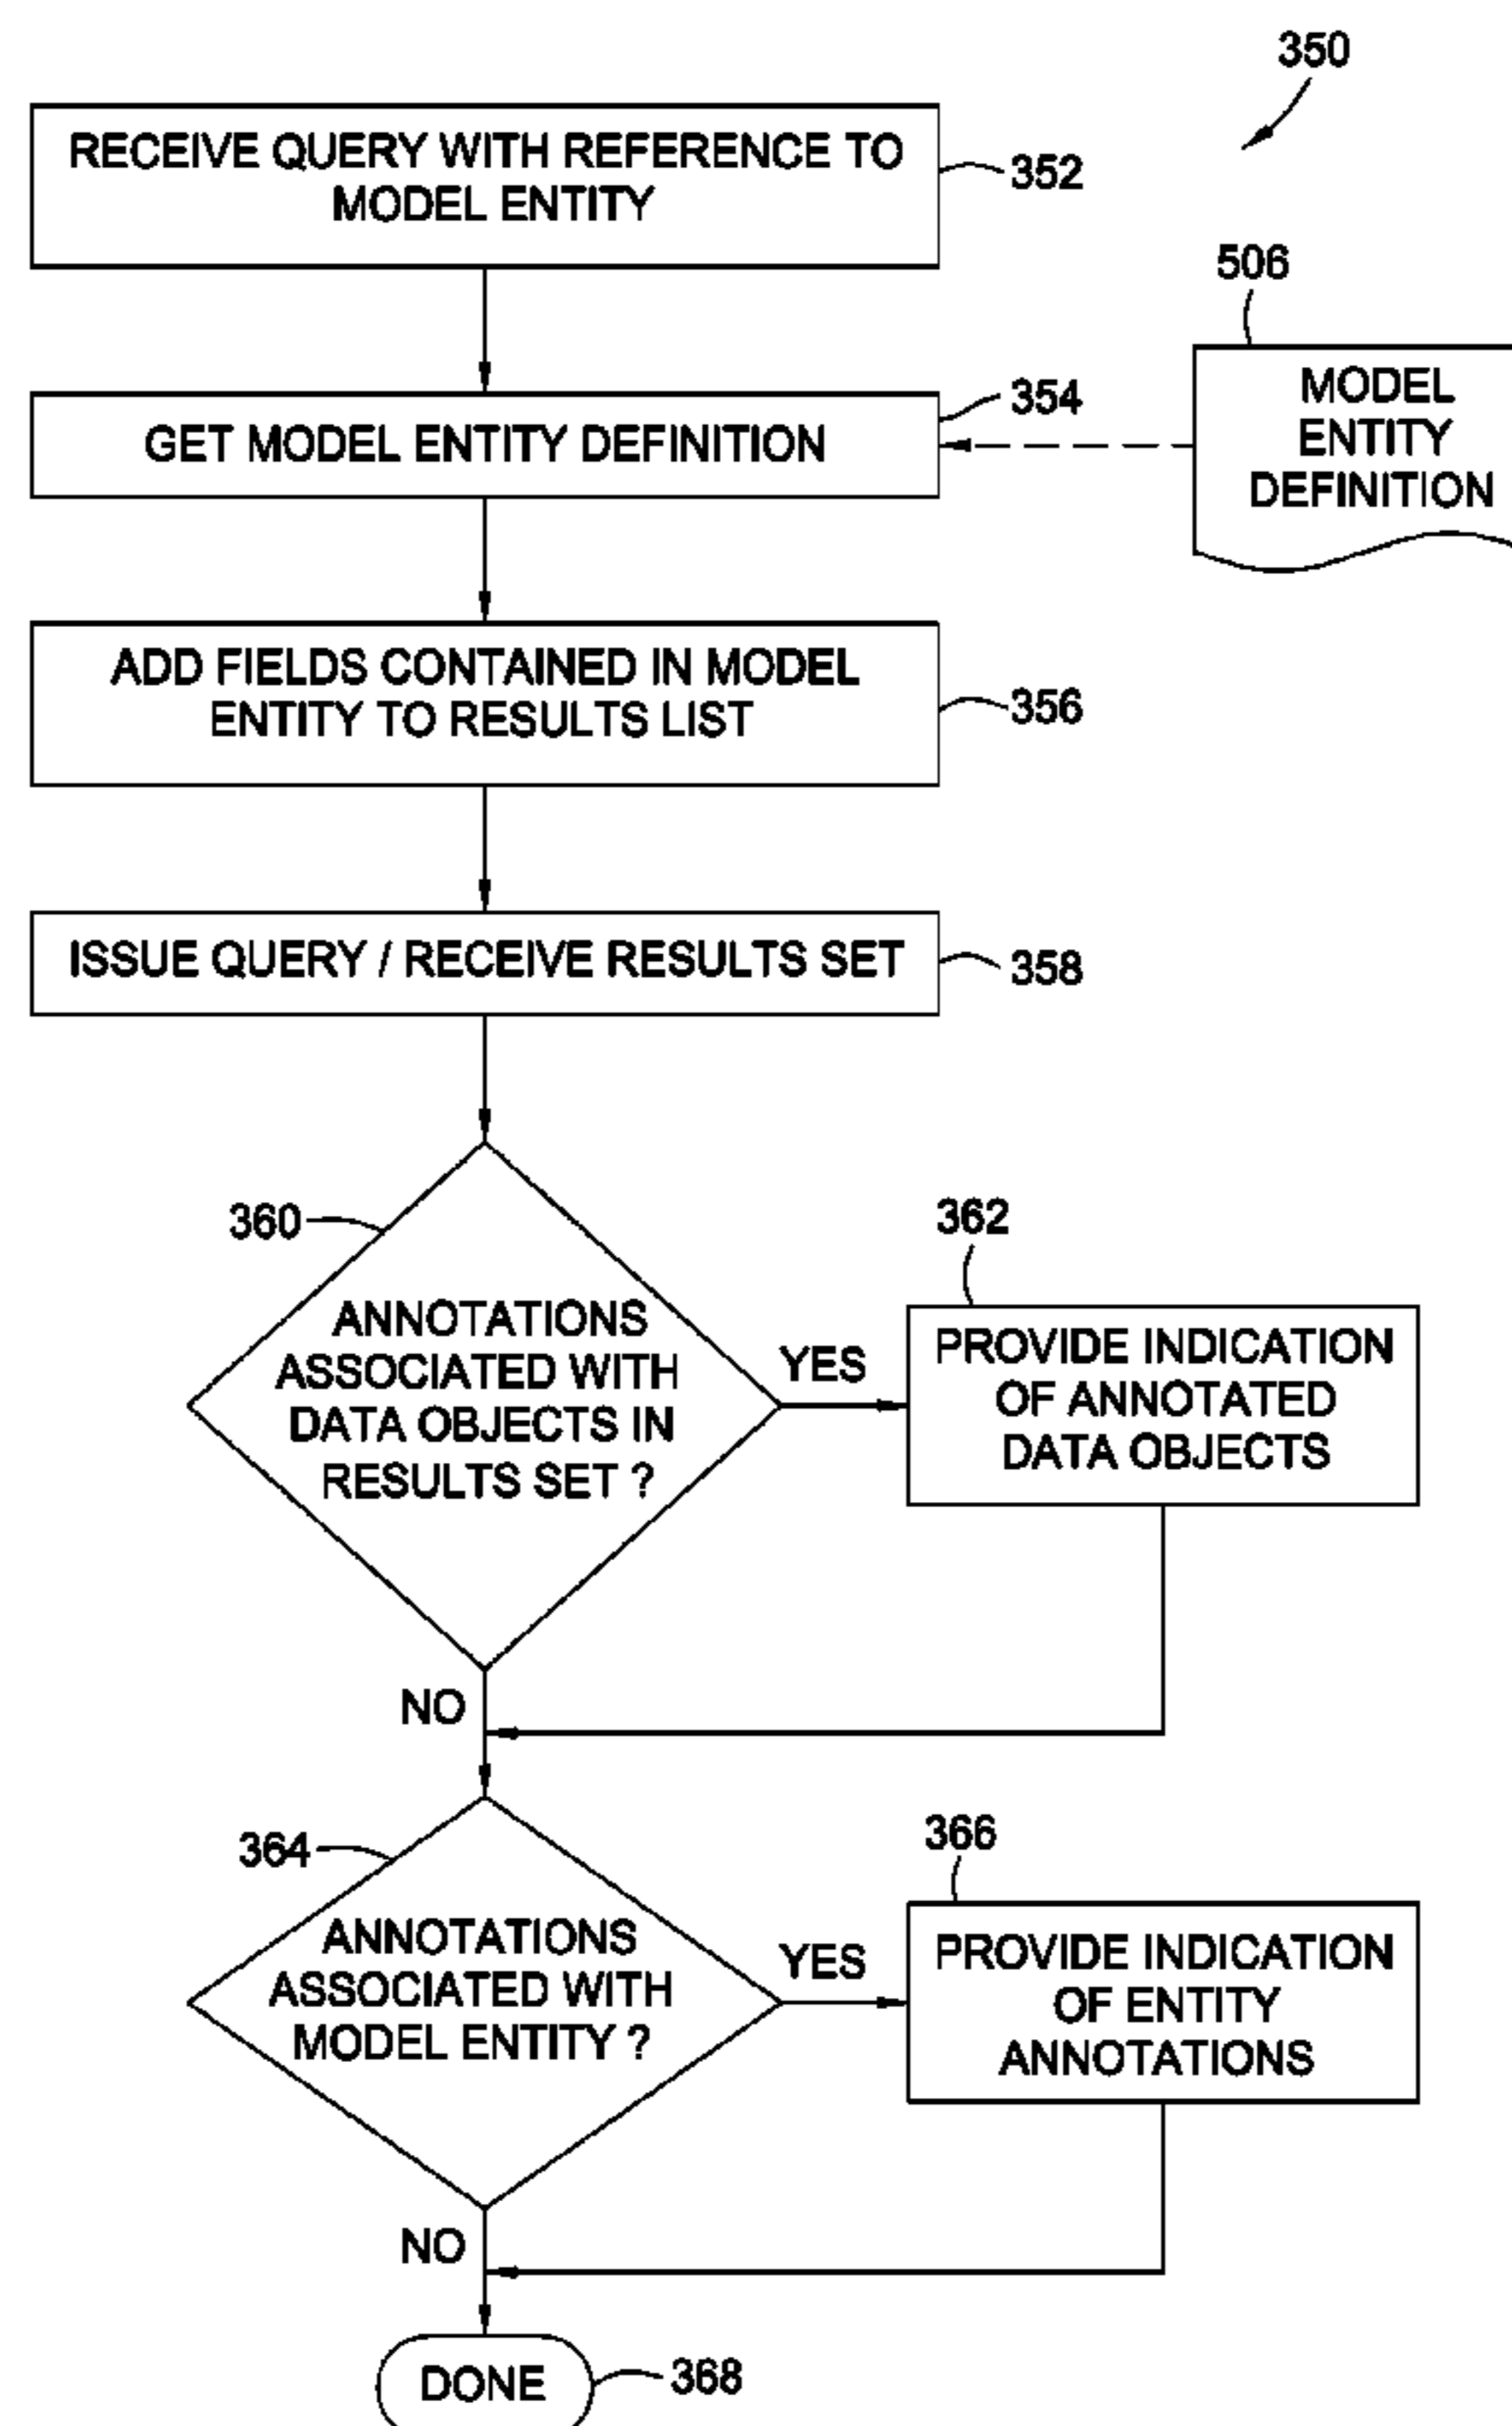 350
RECEIVE QUERY WITH REFERENCE TO
MODEL ENTITY
352
506
MODEL
ENTITY
DEFINITION
354
GET MODEL ENTITY DEFINITION
ADD FIELDS CONTAINED IN MODEL
ENTITY TO RESULTS LIST
356
ISSUE QUERY / RECEIVE RESULTS SET
358
360
ANNOTATIONS
ASSOCIATED WITH
DATA OBJECTS IN
RESULTS SET ?
YES
362
PROVIDE INDICATION
OF ANNOTATED
DATA OBJECTS
NO
364
ANNOTATIONS
ASSOCIATED WITH
MODEL ENTITY ?
YES
366
PROVIDE INDICATION
OF ENTITY
ANNOTATIONS
NO
DONE
368